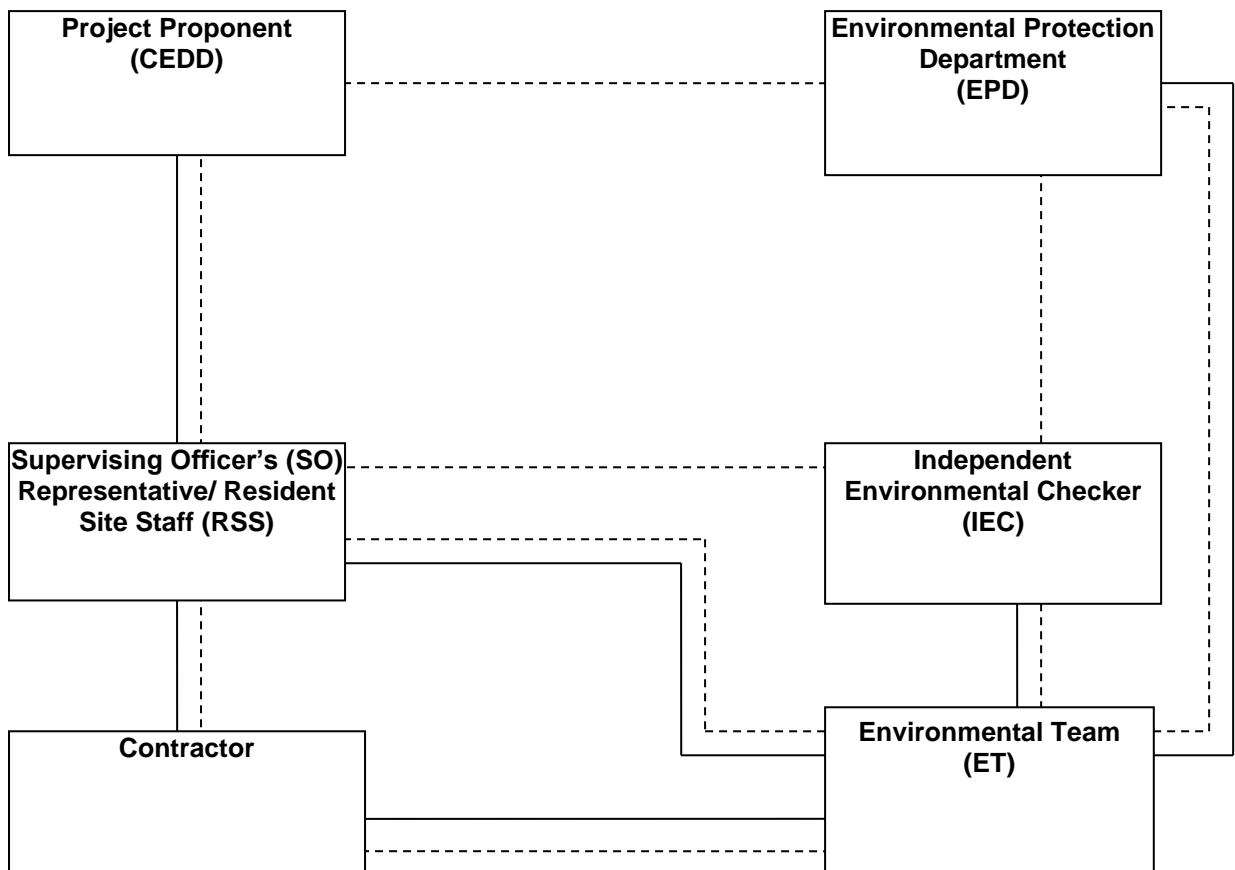 Project Proponent
(CEDD)
Environmental Protection
Department
(EPD)
Supervising Officer's (SO)
Representative/ Resident
Site Staff (RSS)
Independent
Environmental Checker
(IEC)
Contractor
Environmental Team
(ET)